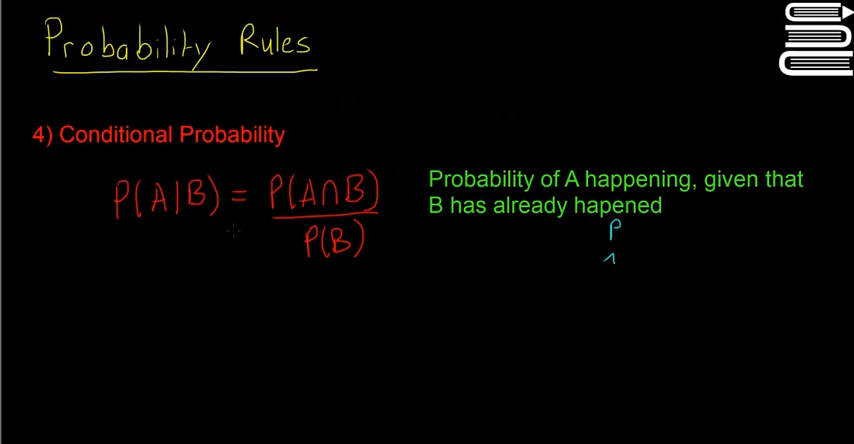 Probability Rules
4) Conditional Probability
P(A|B) = P(A∩B)
P(B)
Probability of A happening, given that
B has already hapened
P
^